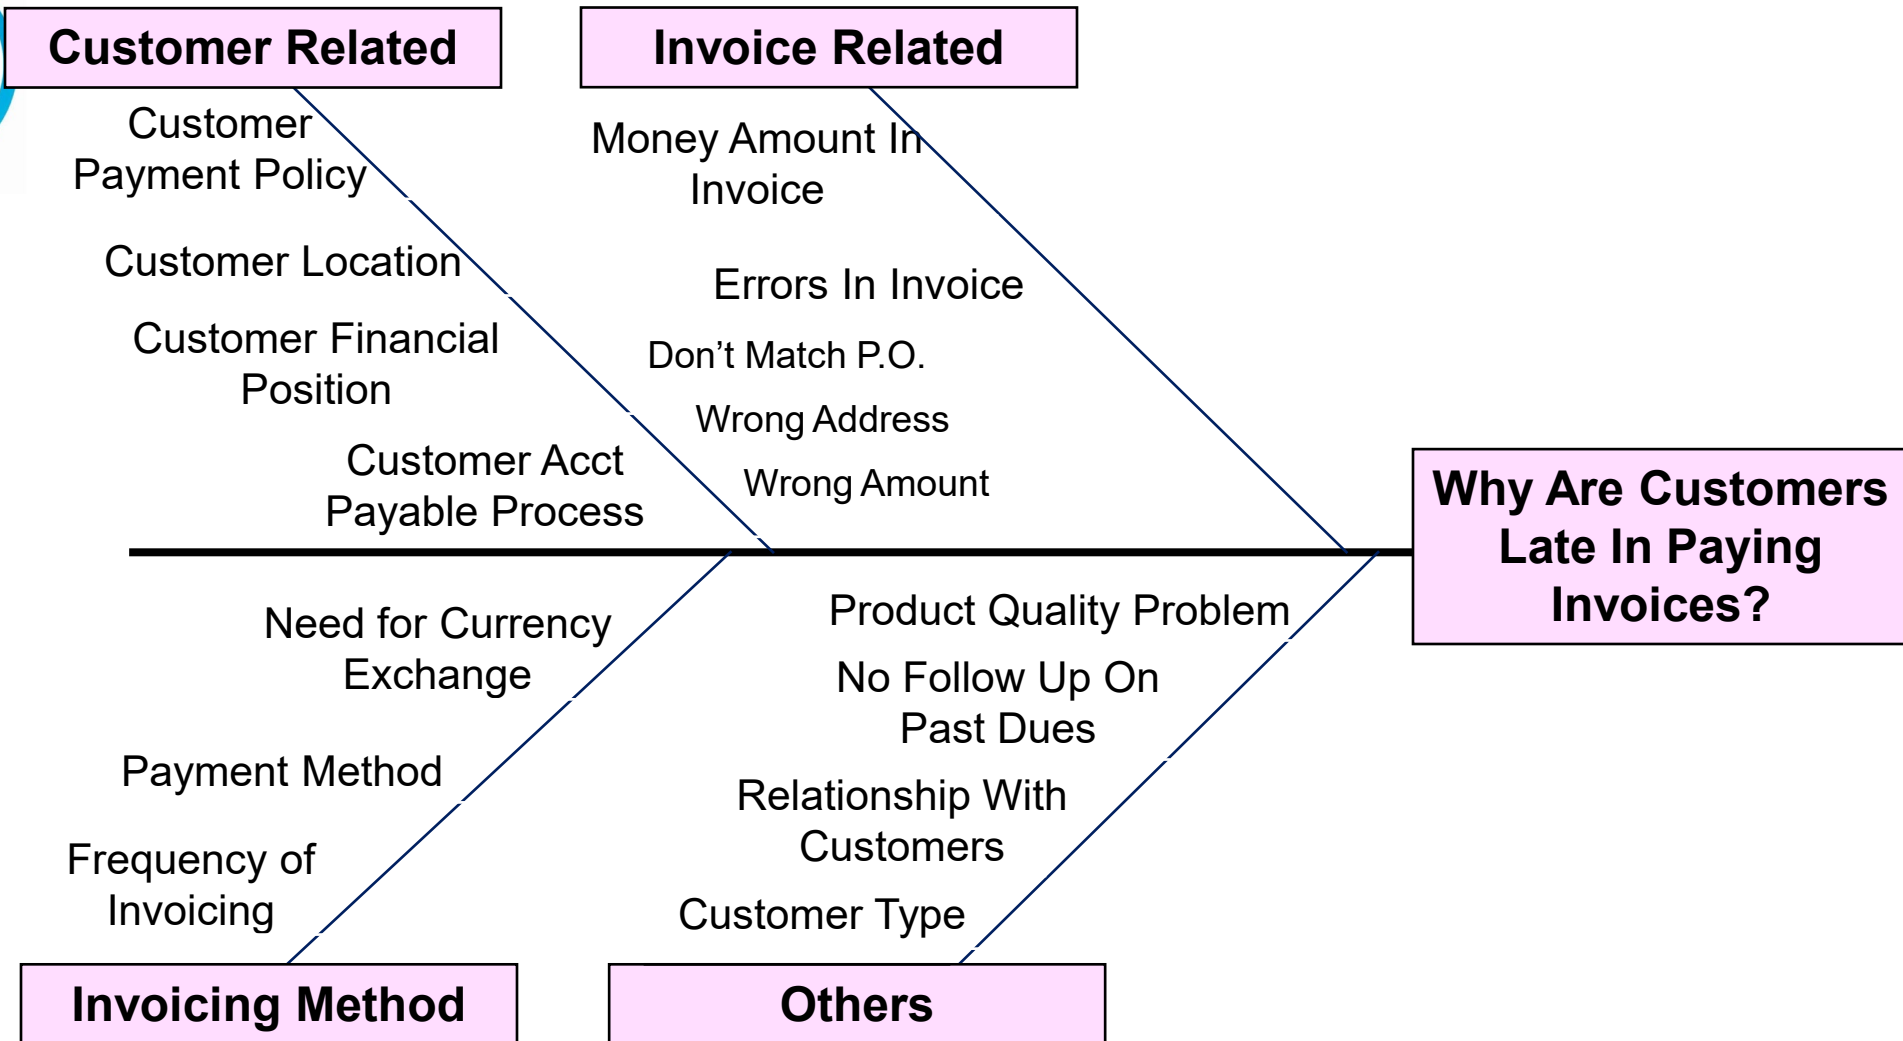 Customer Related
Customer
Payment Policy
Customer Location
Customer Financial
Position
Customer Acct
Payable Process
Invoice Related
Money Amount In
Invoice
Errors In Invoice
Don’t Match P.O.
Wrong Address
Wrong Amount
Why Are Customers
Late In Paying
Invoices?
Need for Currency
Exchange
Payment Method
Frequency of
Invoicing
Invoicing Method
Product Quality Problem
No Follow Up On
Past Dues
Relationship With
Customers
Customer Type
Others